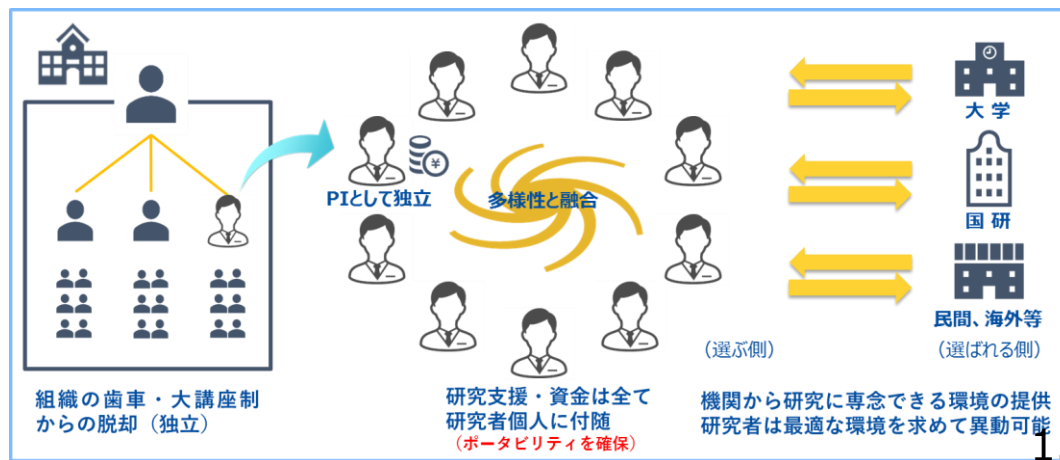 PIとして独立
多様性と融合
大学
国研
民間、海外等
(選ぶ側)
(選ばれる側)
組織の歯車・大講座制
からの脱却（独立）
研究支援・資金は全て
研究者個人に付随
（ポータビリティを確保）
機関から研究に専念できる環境の提供
研究者は最適な環境を求めて異動可能
¥
1